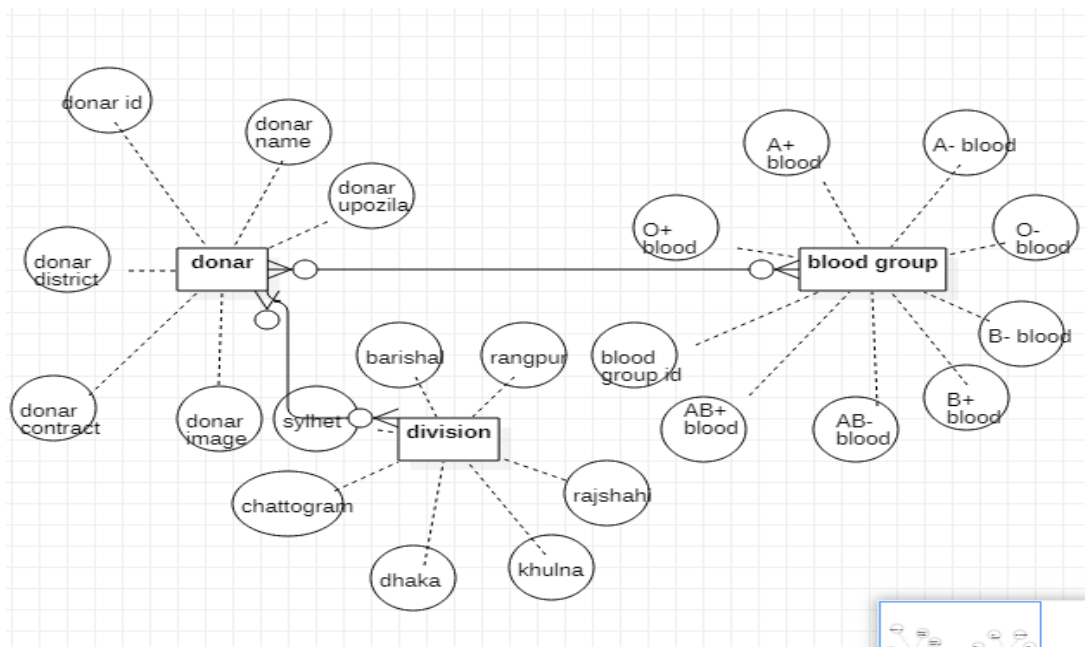 donar id
donar
name
donar
upozila
donar
district
donar
donar
contract
donar
image
A+
blood
A- blood
O+
blood
O-
blood
blood group
blood
group id
B- blood
B+
blood
AB+
blood
AB-
blood
barishal
rangpur
sylhet
division
chattogram
rajshahi
dhaka
khulna